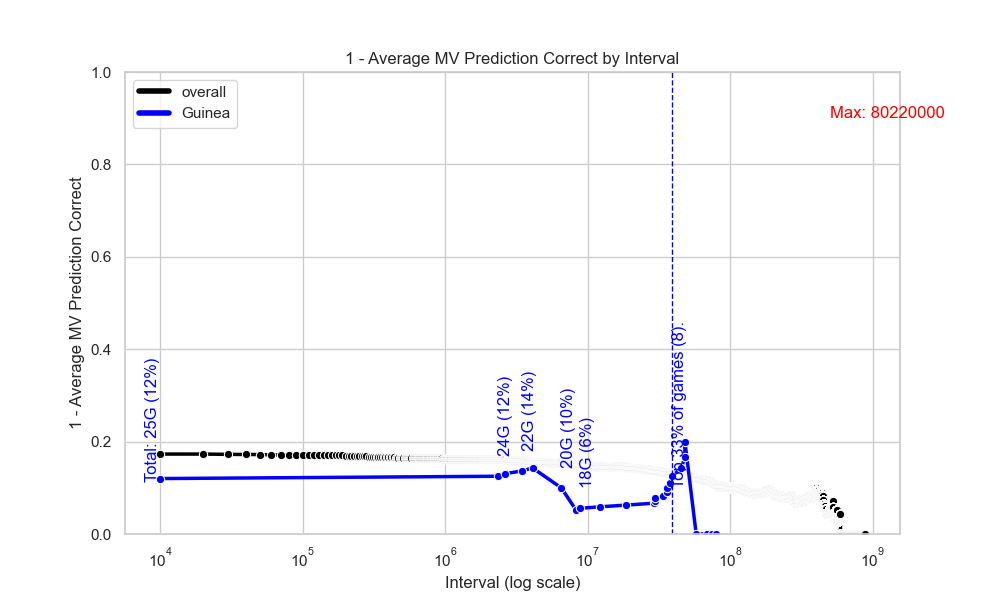 1 - Average MV Prediction Correct by Interval
overall
Guinea
Max: 80220000
1 - Average MV Prediction Correct
1.0
0.8
0.6
0.4
0.2
0.0
Total: 25G (12%)
24G (12%)
22G (14%)
20G (10%)
18G (6%)
Top 33% of games (8).
10^4
10^5
10^6
10^7
10^8
10^9
Interval (log scale)